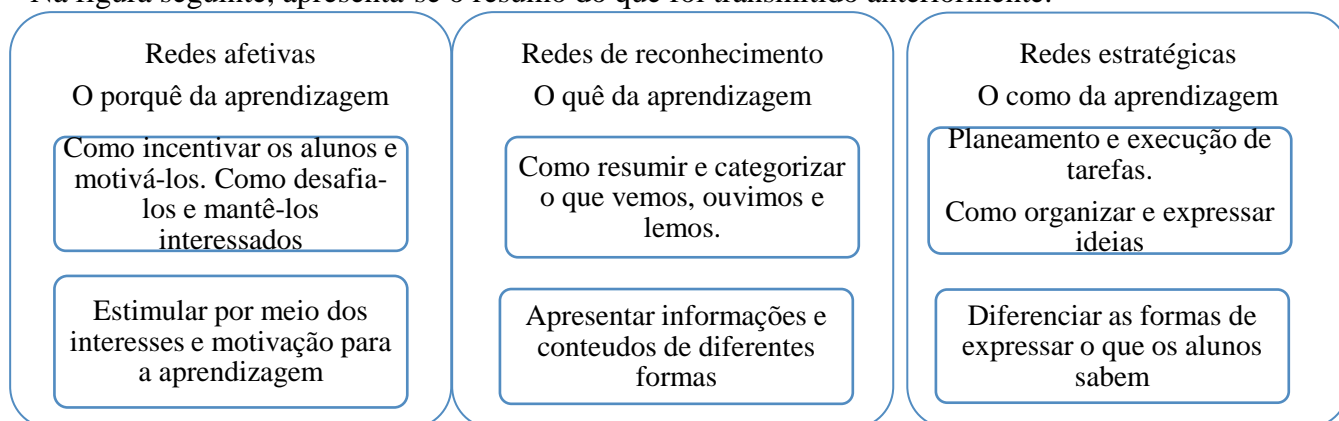 Na figura seguinte, apresenta-se o resumo do que foi transmitido anteriormente.
Redes afetivas
O porquê da aprendizagem
Como incentivar os alunos e
motivá-los. Como desafia-
los e mantê-los
interessados
Estimular por meio dos
interesses e motivação para
a aprendizagem
Redes de reconhecimento
O quê da aprendizagem
Como resumir e categorizar
o que vemos, ouvimos e
lemos.
Apresentar informações e
conteudos de diferentes
formas
Redes estratégicas
O como da aprendizagem
Planeamento e execução de
tarefas.
Como organizar e expressar
ideias
Diferenciar as formas de
expressar o que os alunos
sabem